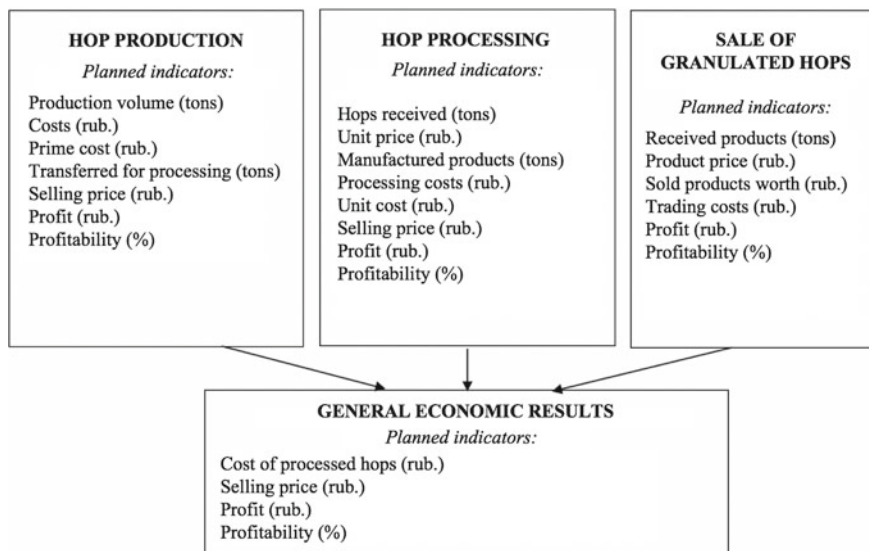 HOP PRODUCTION
Planned indicators:
Production volume (tons)
Costs (rub.)
Prime cost (rub.)
Transferred for processing (tons)
Selling price (rub.)
Profit (rub.)
Profitability (%)
HOP PROCESSING
Planned indicators:
Hops received (tons)
Unit price (rub.)
Manufactured products (tons)
Processing costs (rub.)
Unit cost (rub.)
Selling price (rub.)
Profit (rub.)
Profitability (%)
SALE OF
GRANULATED HOPS
Planned indicators:
Received products (tons)
Product price (rub.)
Sold products worth (rub.)
Trading costs (rub.)
Profit (rub.)
Profitability (%)
GENERAL ECONOMIC RESULTS
Planned indicators:
Cost of processed hops (rub.)
Selling price (rub.)
Profit (rub.)
Profitability (%)